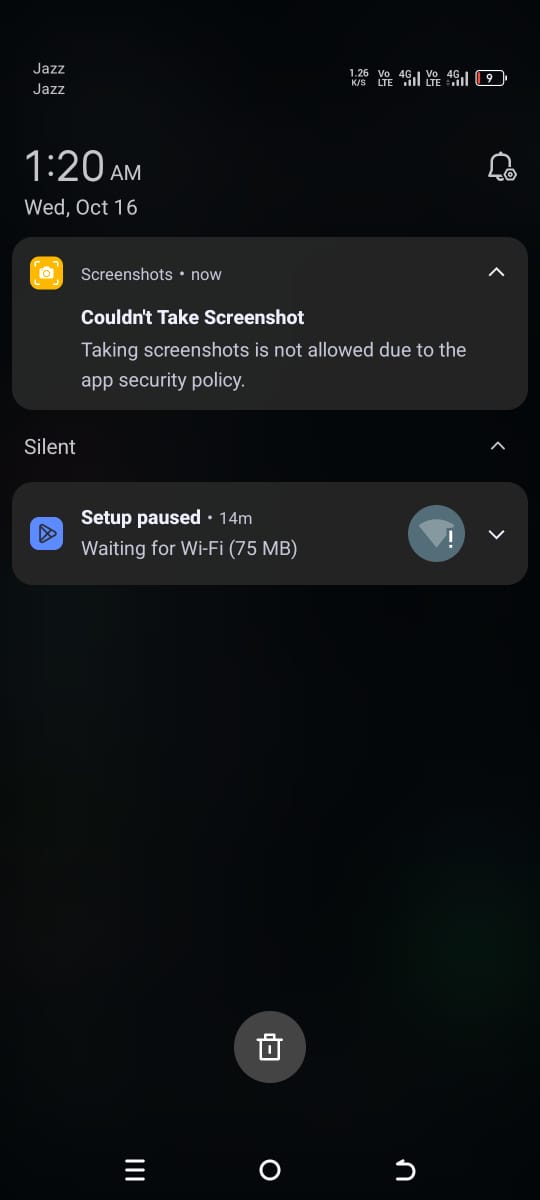 Jazz
Jazz
1.26 K/S Vo LTE 4G Vo LTE 4G 9
1:20 AM
Wed, Oct 16
Screenshots • now
Couldn't Take Screenshot
Taking screenshots is not allowed due to the
app security policy.
Silent
Setup paused • 14m
Waiting for Wi-Fi (75 MB)